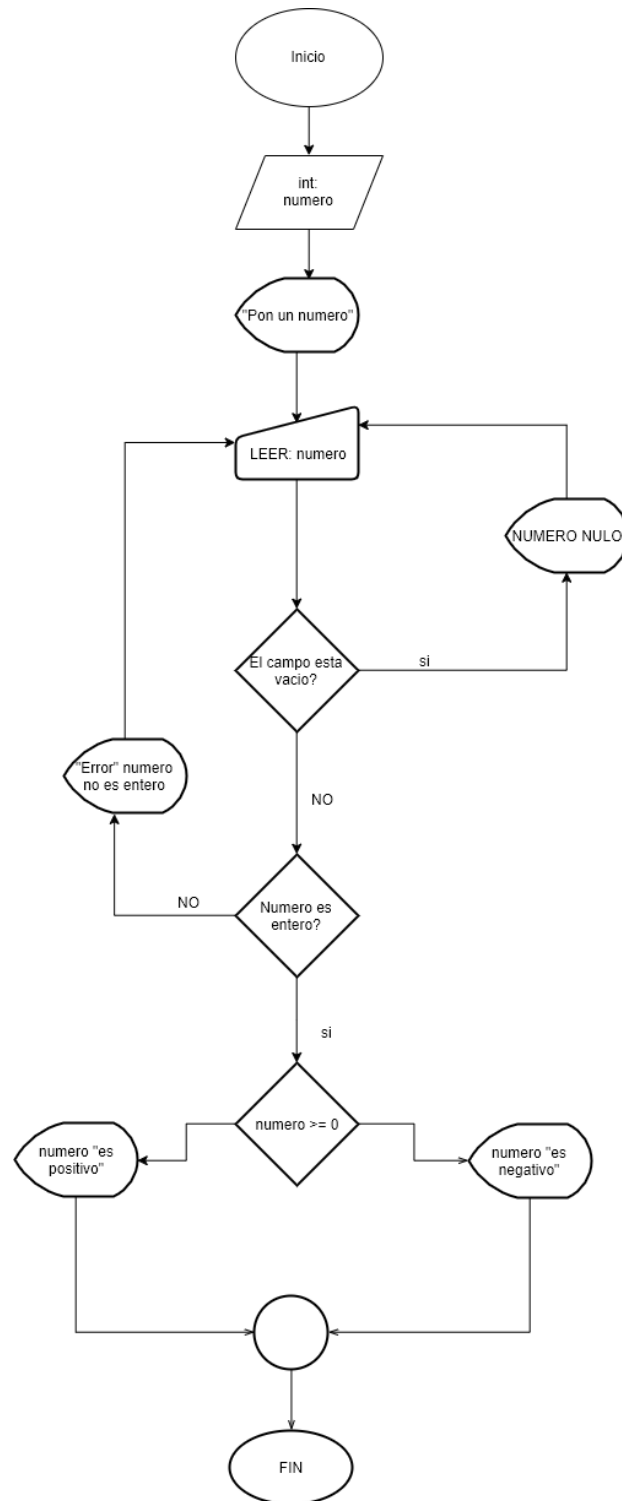 Inicio
int:
numero
"Pon un numero"
LEER: numero
NUMERO NULO
El campo esta
vacio?
si
"Error" numero
no es entero
NO
NO
Numero es
entero?
si
numero >= 0
numero "es
positivo"
numero "es
negativo"
FIN